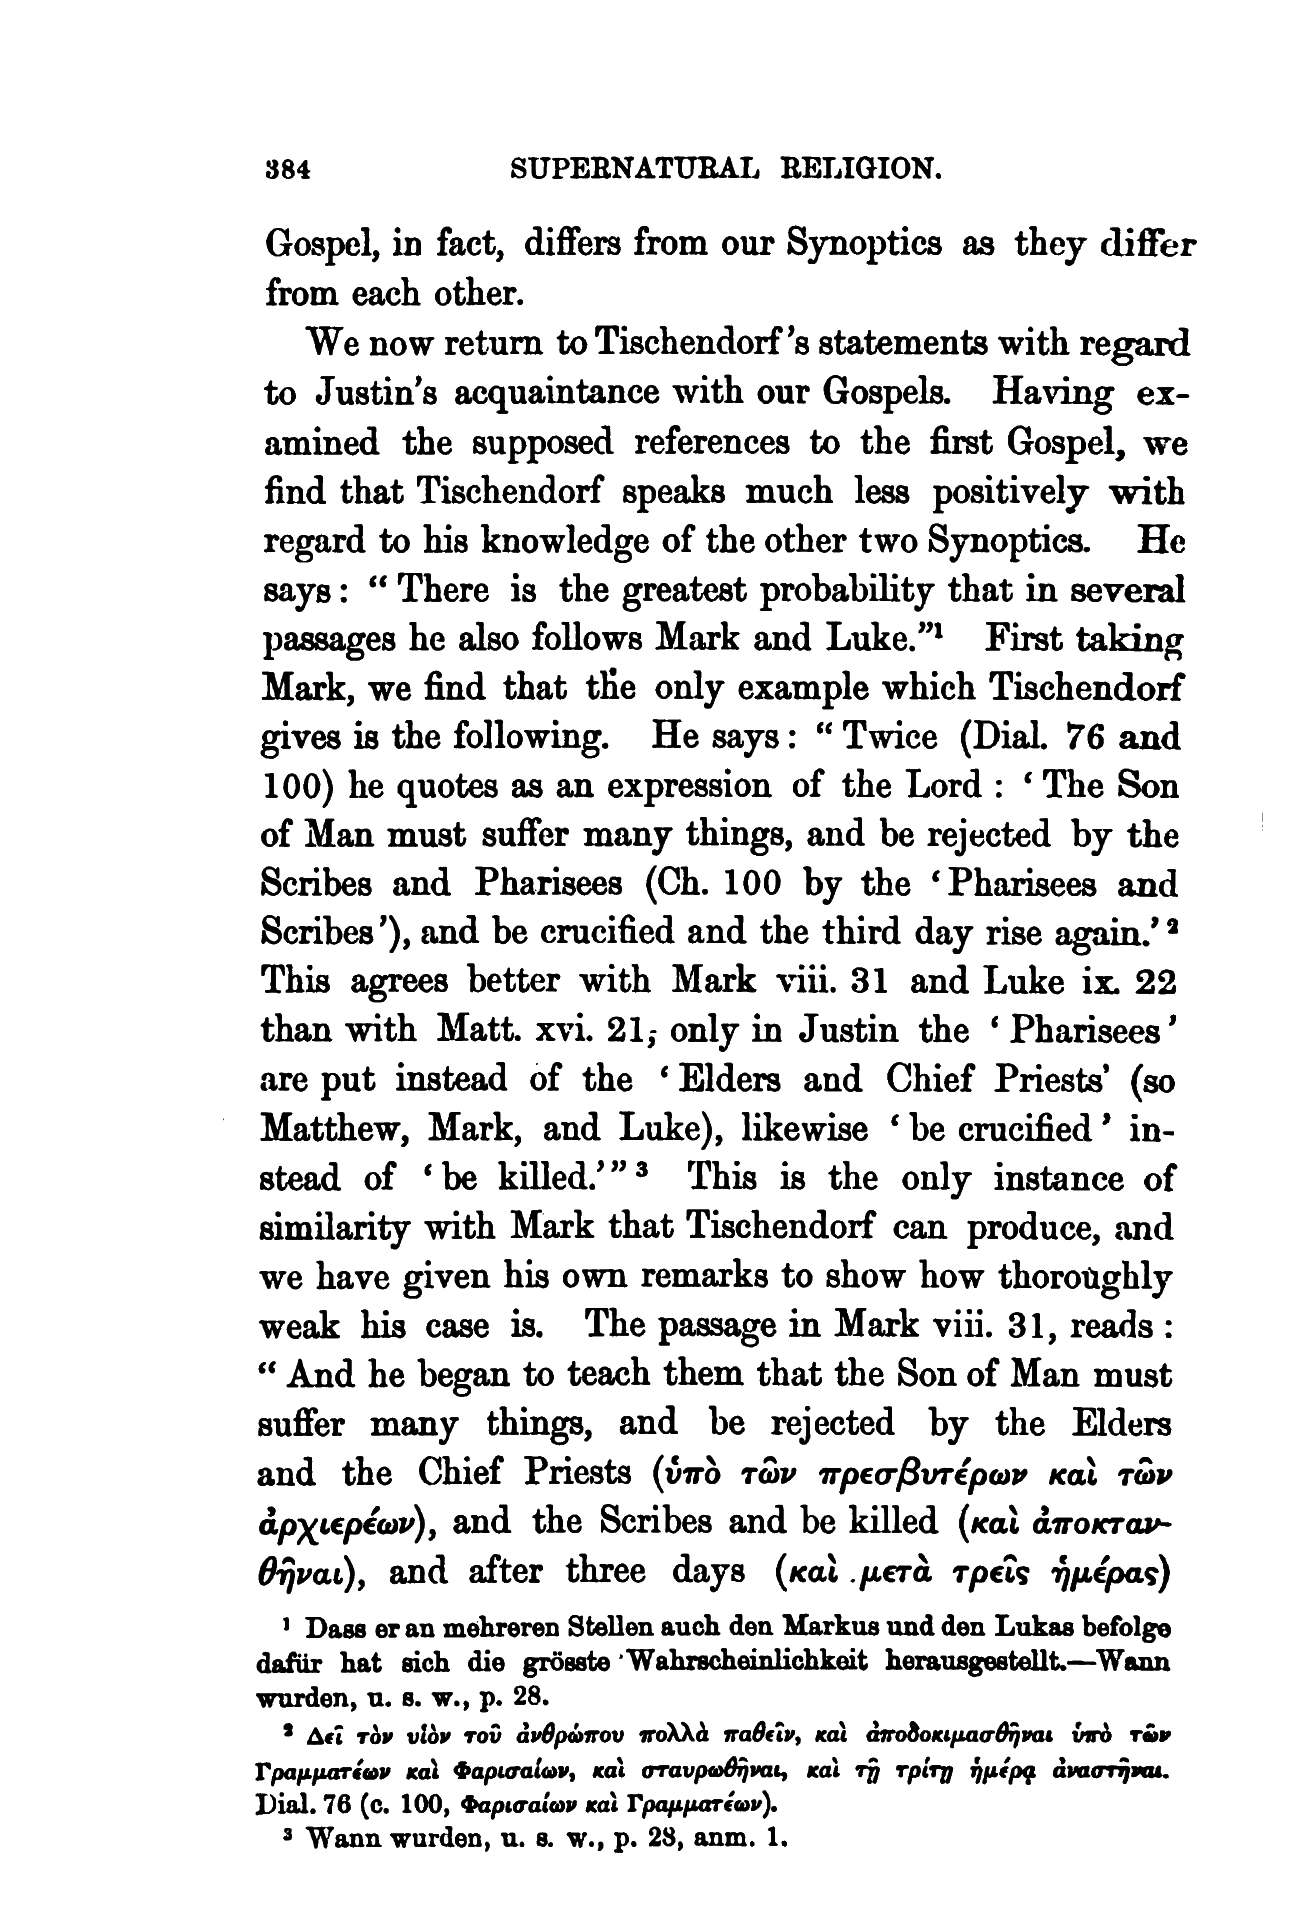 384 SUPERNATURAL RELIGION.
Gospel, in fact, differs from our Synoptics as they differ
from each other.
We now return to Tischendorf's statements with regard
to Justin's acquaintance with our Gospels. Having ex-
amined the supposed references to the first Gospel, we
find that Tischendorf speaks much less positively with
regard to his knowledge of the other two Synoptics. He
says: “There is the greatest probability that in several
passages he also follows Mark and Luke.”¹ First taking
Mark, we find that the only example which Tischendorf
gives is the following. He says: “Twice (Dial. 76 and
100) he quotes as an expression of the Lord: ‘The Son
of Man must suffer many things, and be rejected by the
Scribes and Pharisees (Ch. 100 by the ‘Pharisees and
Scribes’), and be crucified and the third day rise again.’²
This agrees better with Mark viii. 31 and Luke ix. 22
than with Matt. xvi. 21, only in Justin the ‘Pharisees’
are put instead of the ‘Elders and Chief Priests’ (so
Matthew, Mark, and Luke), likewise ‘be crucified’ in-
stead of ‘be killed.’”³ This is the only instance of
similarity with Mark that Tischendorf can produce, and
we have given his own remarks to show how thoroughly
weak his case is. The passage in Mark viii. 31, reads:
“And he began to teach them that the Son of Man must
suffer many things, and be rejected by the Elders
and the Chief Priests (ὑπὸ τῶν πρεσβυτέρων καὶ τῶν
ἀρχιερέων), and the Scribes and be killed (καὶ ἀποκταν-
θῆναι), and after three days (καὶ μετὰ τρεῖς ἡμέρας)
¹ Dass er an mehreren Stellen auch den Markus und den Lukas befolge
dafür hat sich die grösste Wahrscheinlichkeit herausgestellt.—Wann
wurden, u. s. w., p. 28.
² Δεῖ τὸν υἱὸν τοῦ ἀνθρώπου πολλὰ παθεῖν, καὶ ἀποδοκιμασθῆναι ὑπὸ τῶν
Γραμματέων καὶ Φαρισαίων, καὶ σταυρωθῆναι, καὶ τῇ τρίτῃ ἡμέρᾳ ἀναστῆναι.
Dial. 76 (c. 100, Φαρισαίων καὶ Γραμματέων).
³ Wann wurden, u. s. w., p. 28, anm. 1.